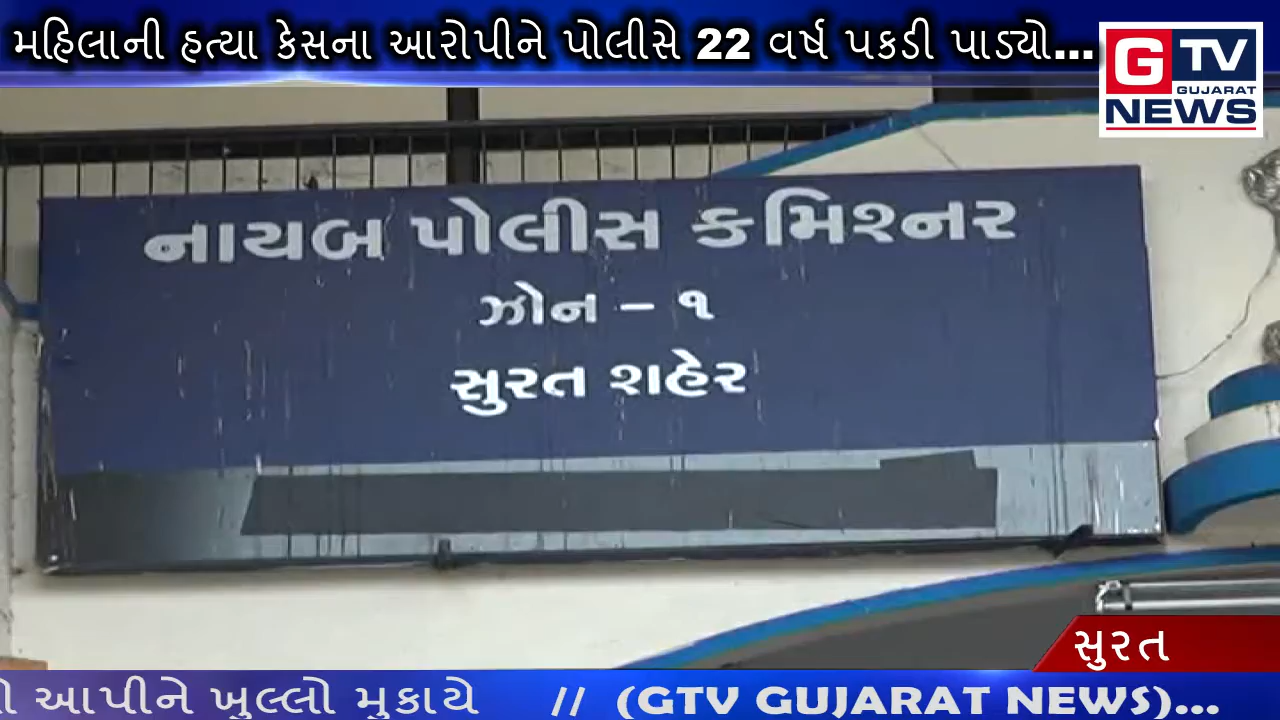 મહિલાની હત્યા કેસના આરોપીને પોલીસે 22 વર્ષ પકડી પાડ્યો...
GTV
GUJARAT
NEWS
નાયબ પોલીસ કમિશ્નર
ઝોન – ૧
સુરત શહેર
સુરત
આપીને ખુલ્લો મુકાયે // (GTV GUJARAT NEWS)...